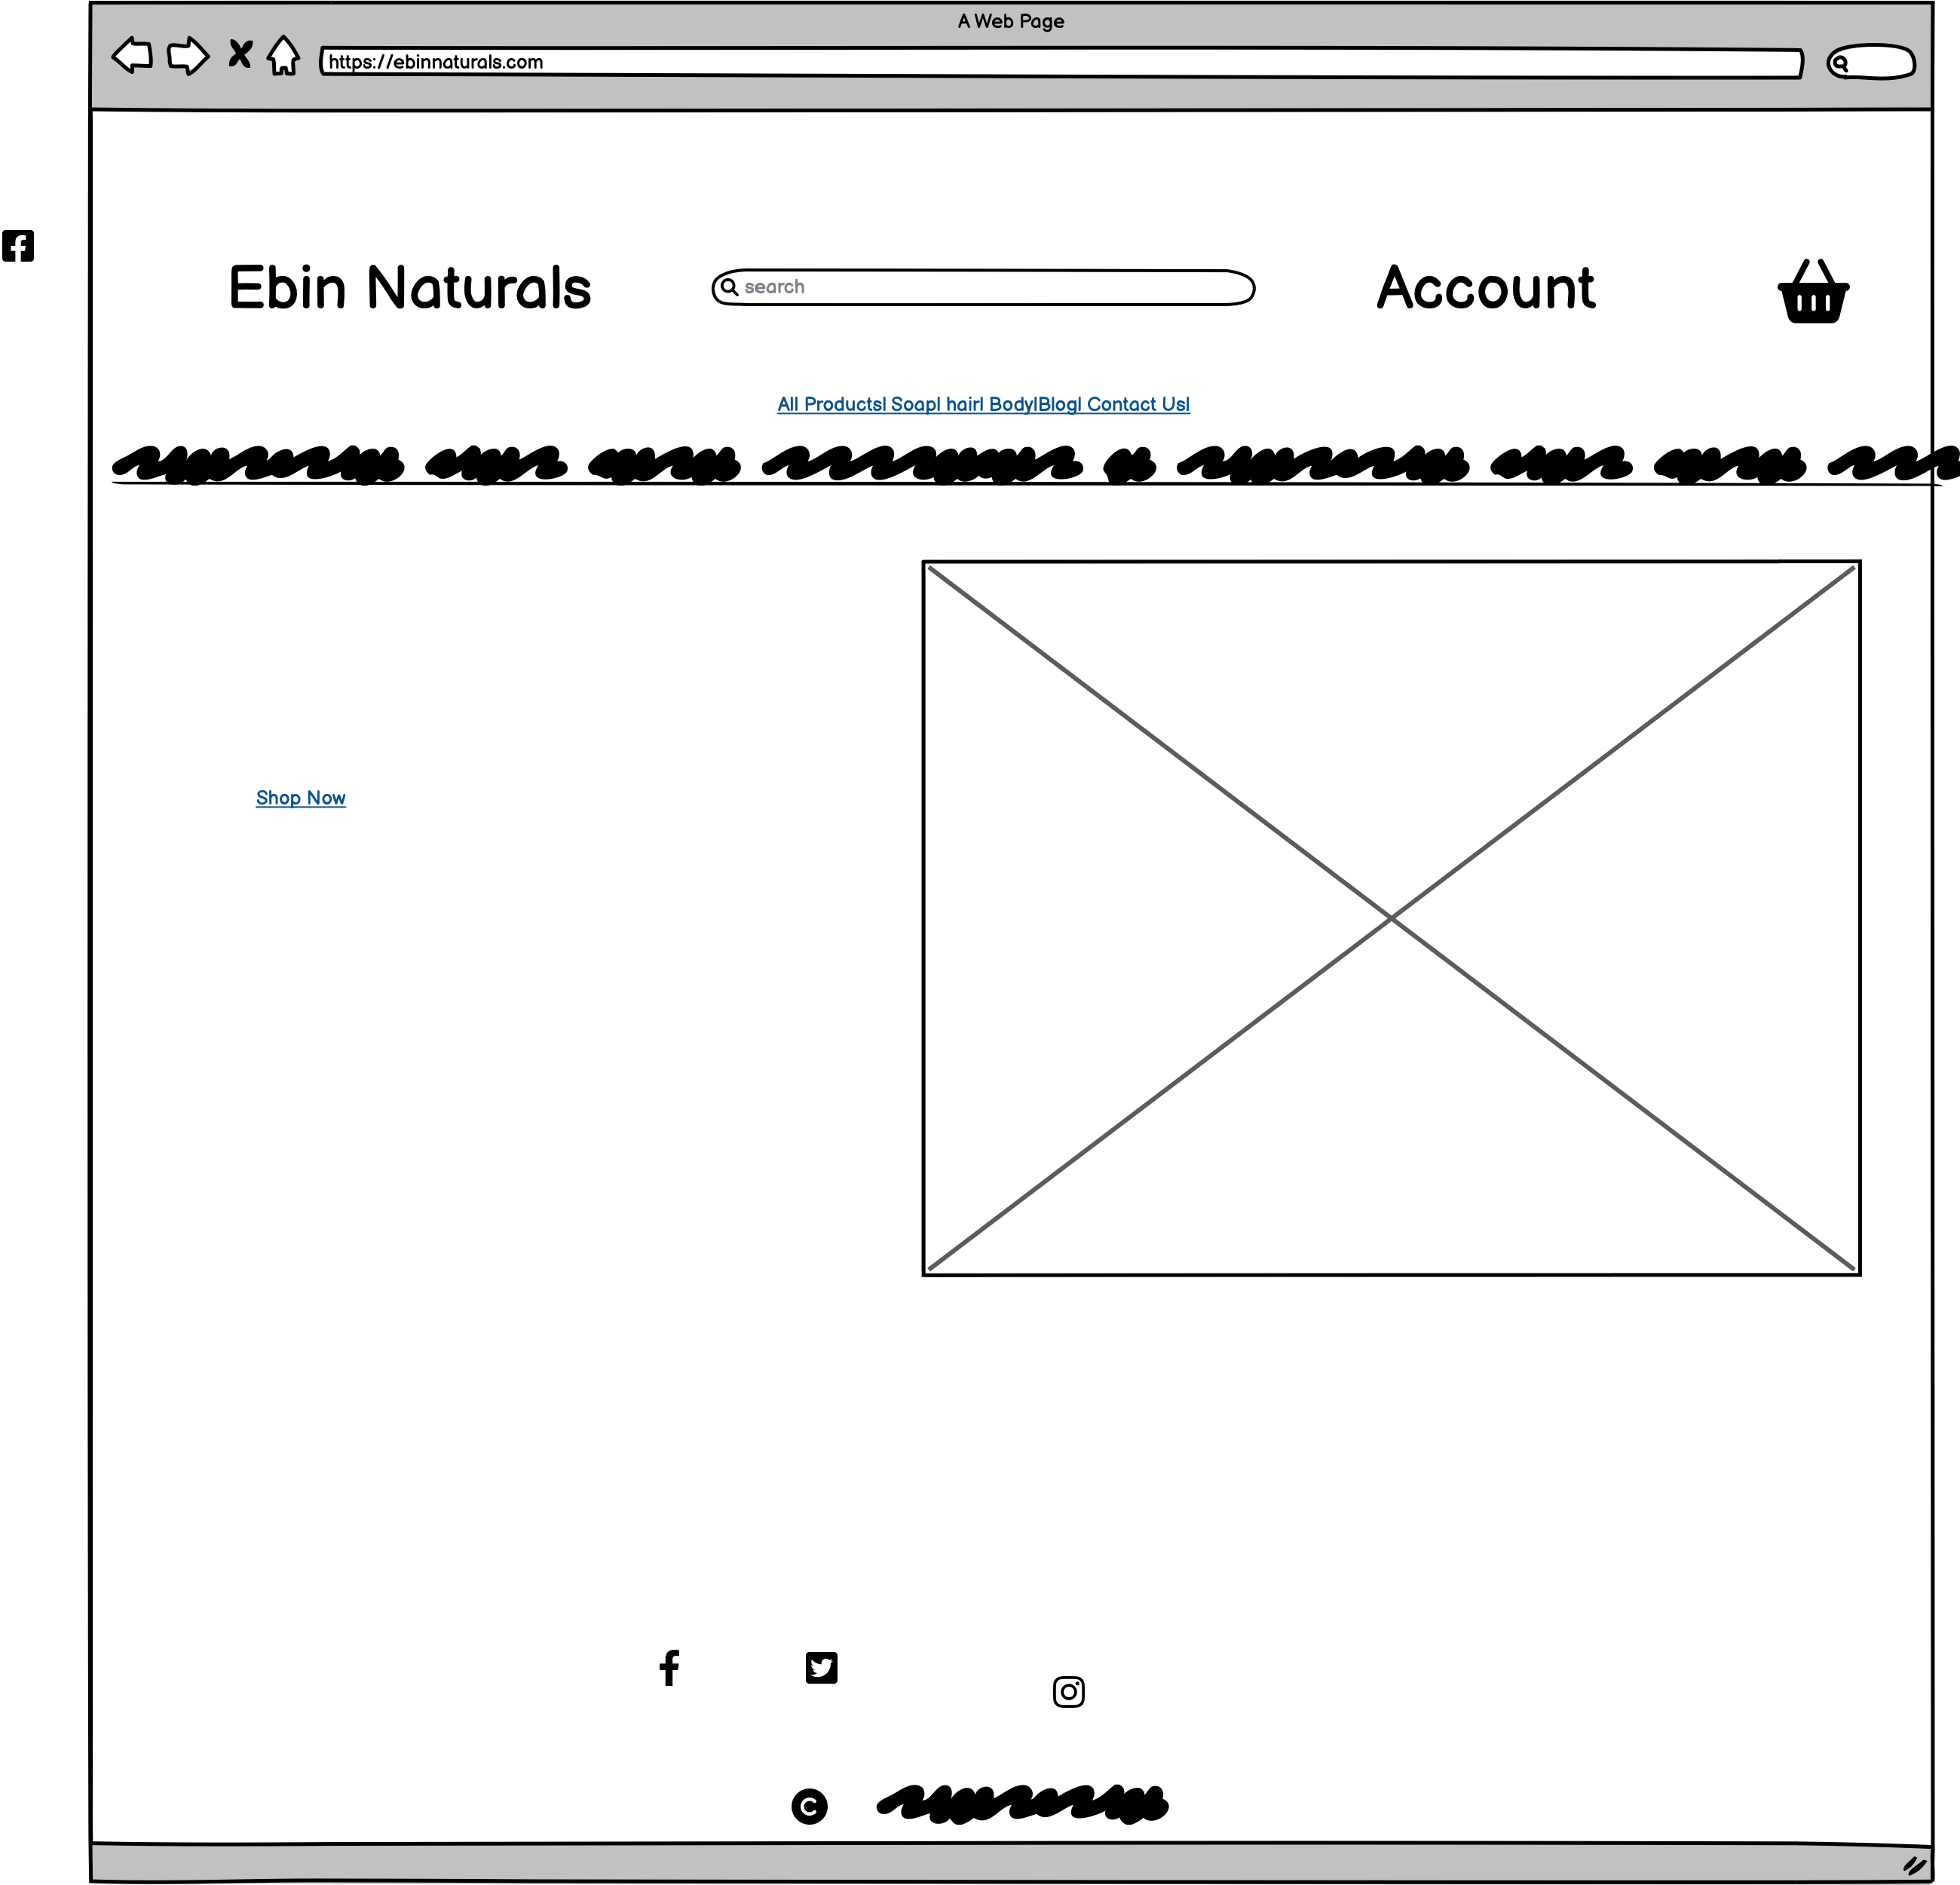 A Web Page
https://ebinnaturals.com
Ebin Naturals
search
Account
All Products| Soap| hair| Body|Blog| Contact Us|
Shop Now